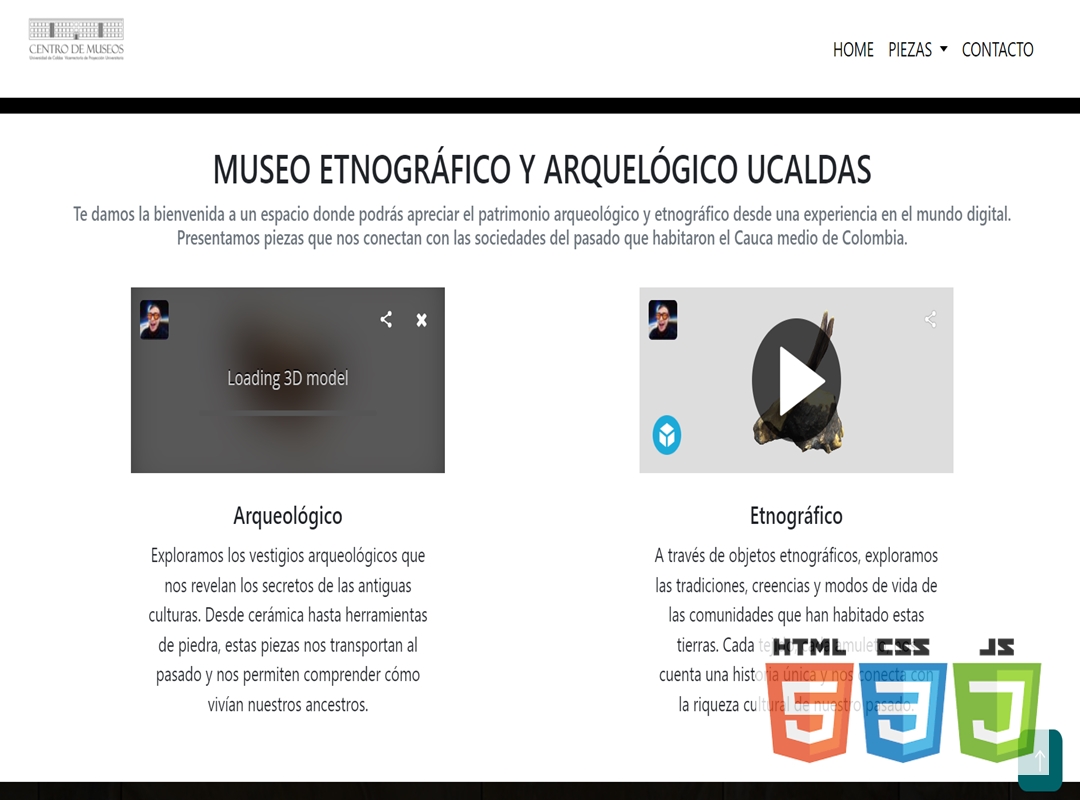 CENTRO DE MUSEOS
Universidad de Caldas Vicerrectoría de Proyección Universitaria
HOME PIEZAS CONTACTO
MUSEO ETNOGRÁFICO Y ARQUELÓGICO UCALDAS
Te damos la bienvenida a un espacio donde podrás apreciar el patrimonio arqueológico y etnográfico desde una experiencia en el mundo digital.
Presentamos piezas que nos conectan con las sociedades del pasado que habitaron el Cauca medio de Colombia.
Loading 3D model
Arqueológico
Exploramos los vestigios arqueológicos que
nos revelan los secretos de las antiguas
culturas. Desde cerámica hasta herramientas
de piedra, estas piezas nos transportan al
pasado y nos permiten comprender cómo
vivían nuestros ancestros.
Etnográfico
A través de objetos etnográficos, exploramos
las tradiciones, creencias y modos de vida de
las comunidades que han habitado estas
tierras. Cada amuleto, nos
cuenta una historia única y nos conecta con
la riqueza cultural de nuestro pasado.
HTML CSS JS
5 3 J